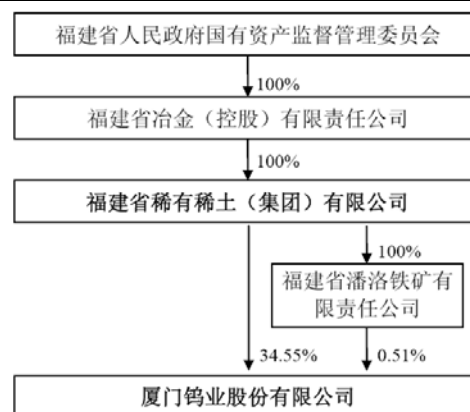 福建省人民政府国有资产监督管理委员会
100%
福建省冶金（控股）有限责任公司
100%
福建省稀有稀土（集团）有限公司
100%
福建省潘洛铁矿有
限责任公司
34.55%
0.51%
厦门钨业股份有限公司